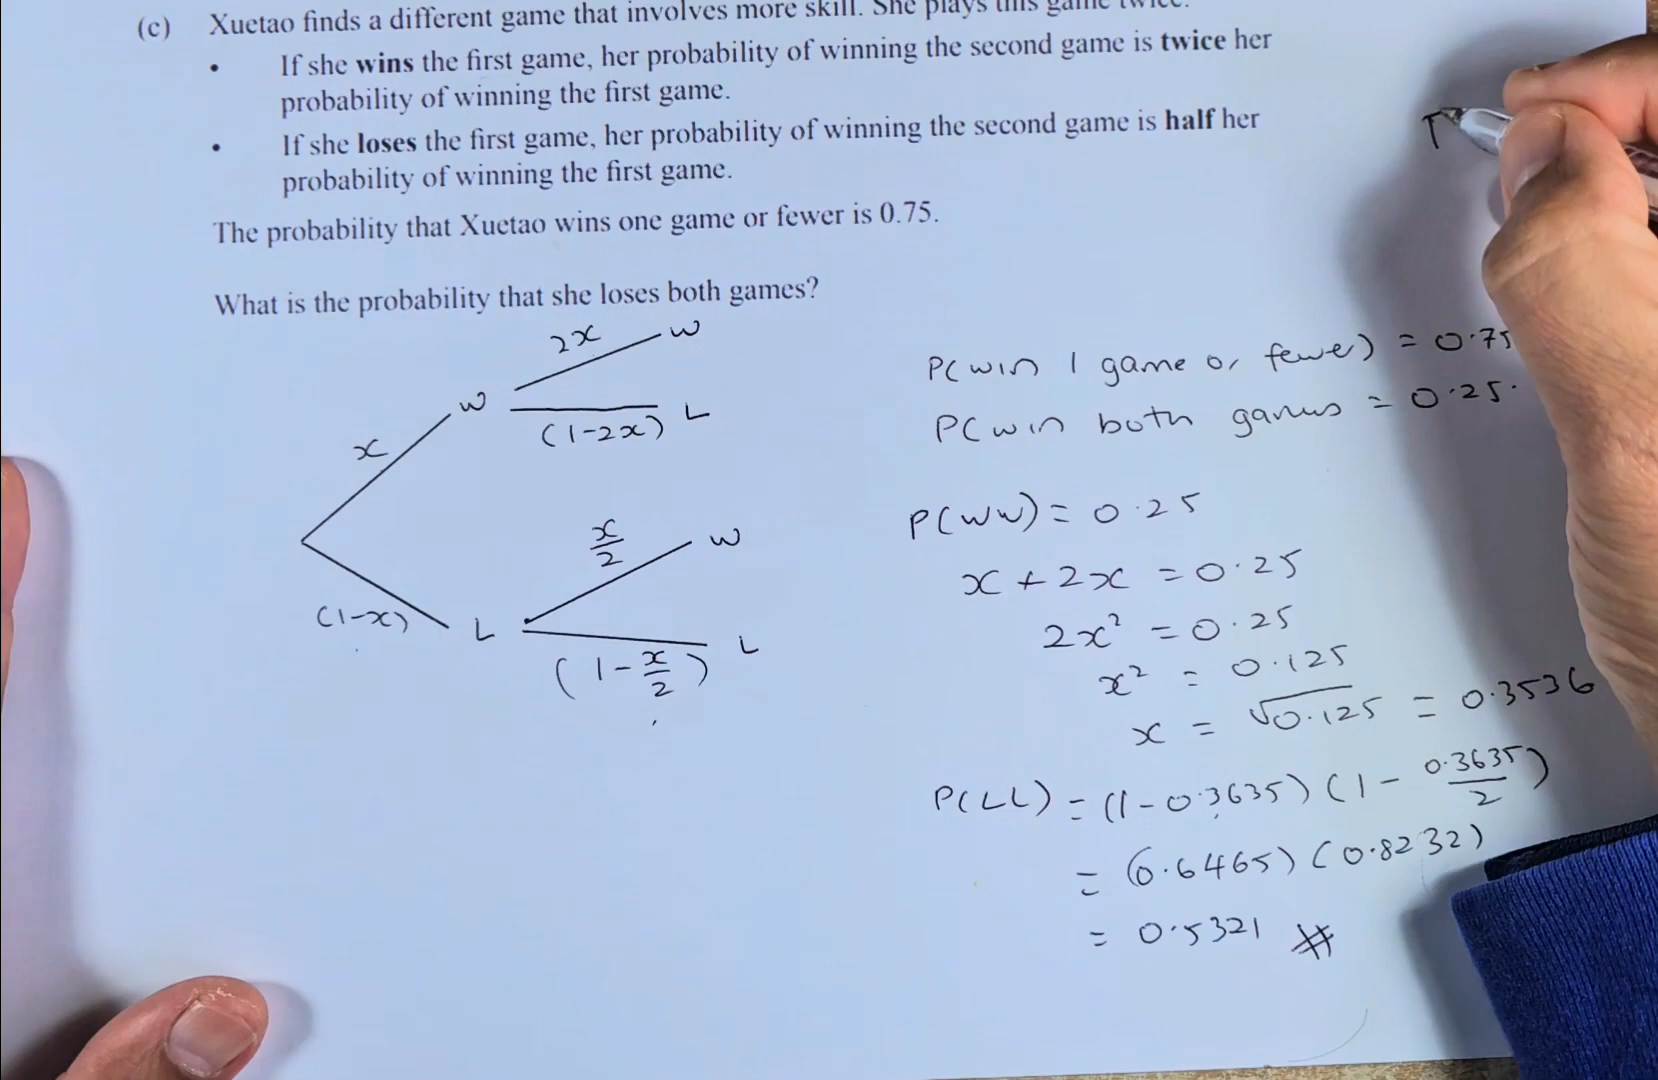 (c) Xuetao finds a different game that involves more skill. She plays this game twice.
• If she wins the first game, her probability of winning the second game is twice her
probability of winning the first game.
• If she loses the first game, her probability of winning the second game is half her
probability of winning the first game.
The probability that Xuetao wins one game or fewer is 0.75.
What is the probability that she loses both games?
2x W
W
(1-2x) L
x
x/2 W
(1-x) L
(1-x/2) L
P(win 1 game or fewer) = 0.75
P(win both games = 0.25.
P(WW) = 0.25
x + 2x = 0.25
2x² = 0.25
x² = 0.125
x = √0.125 = 0.3536
P(LL) = (1-0.3635)(1-0.3635/2)
= (0.6465)(0.8232)
= 0.5321 #